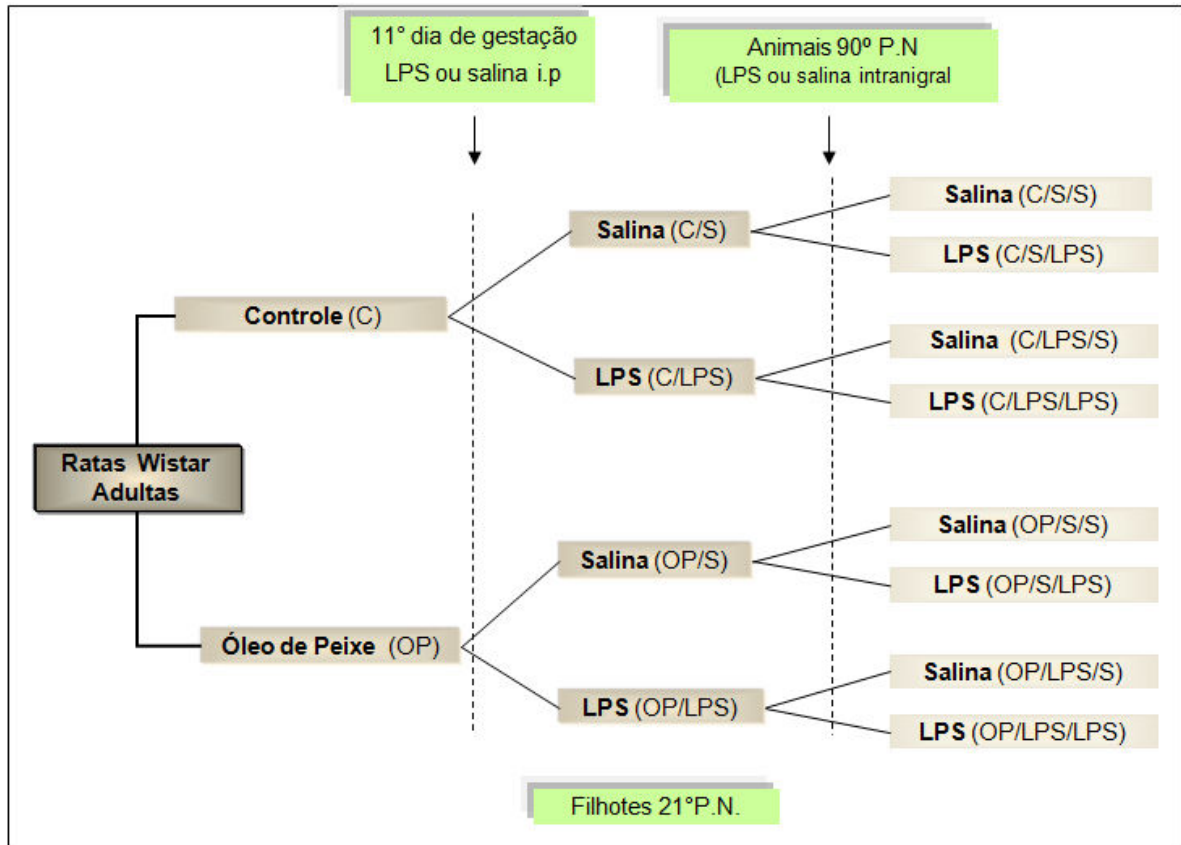 11° dia de gestação
LPS ou salina i.p
Animais 90º P.N
(LPS ou salina intranigral
Salina (C/S/S)
Salina (C/S)
LPS (C/S/LPS)
Controle (C)
Salina (C/LPS/S)
LPS (C/LPS)
LPS (C/LPS/LPS)
Ratas Wistar
Adultas
Salina (OP/S/S)
Salina (OP/S)
LPS (OP/S/LPS)
Óleo de Peixe (OP)
Salina (OP/LPS/S)
LPS (OP/LPS)
LPS (OP/LPS/LPS)
Filhotes 21°P.N.